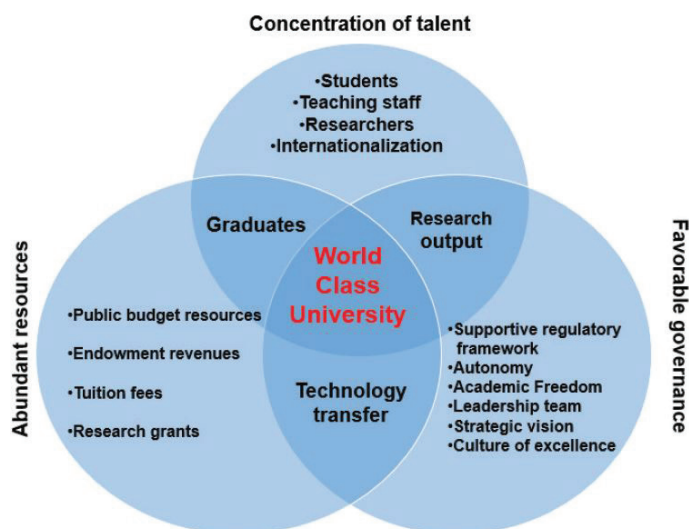 Concentration of talent
•Students
•Teaching staff
•Researchers
•Internationalization
Graduates
Research
output
World
Class
University
Abundant resources
•Public budget resources
•Endowment revenues
•Tuition fees
•Research grants
Technology
transfer
•Supportive regulatory
framework
•Autonomy
•Academic Freedom
•Leadership team
•Strategic vision
•Culture of excellence
Favorable governance